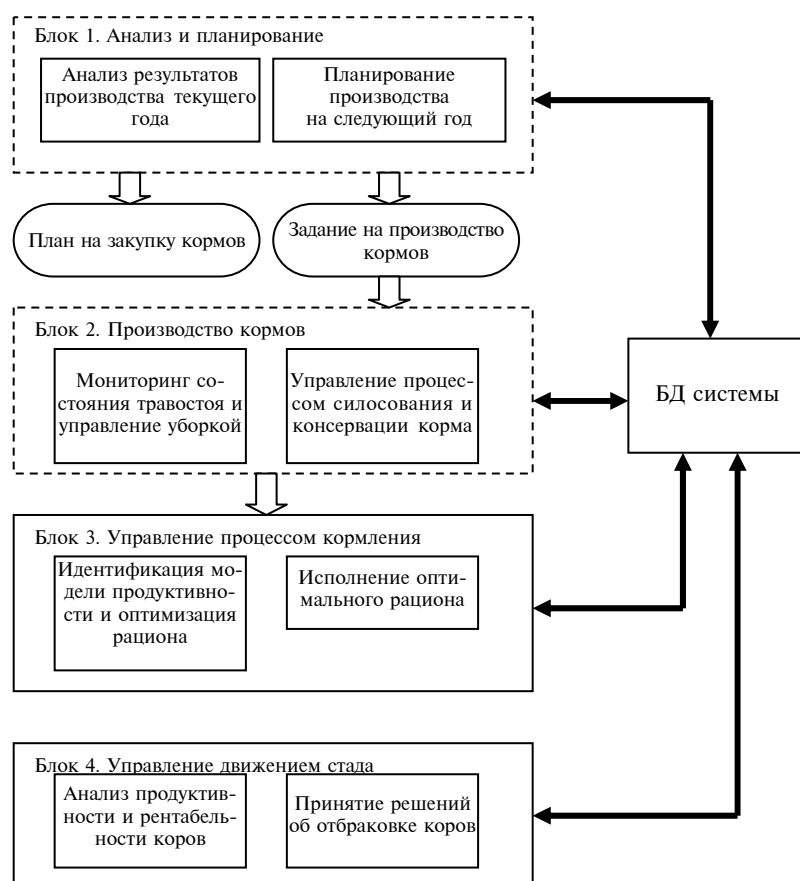 Блок 1. Анализ и планирование
Анализ результатов
производства текущего
года
Планирование
производства
на следующий год
План на закупку кормов
Задание на производство
кормов
Блок 2. Производство кормов
Мониторинг со-
стояния травостоя и
управление уборкой
Управление процес-
сом силосования и
консервации корма
БД системы
Блок 3. Управление процессом кормления
Идентификация мо-
дели продуктивно-
сти и оптимизация
рациона
Исполнение опти-
мального рациона
Блок 4. Управление движением стада
Анализ продуктив-
ности и рентабель-
ности коров
Принятие решений
об отбраковке коров